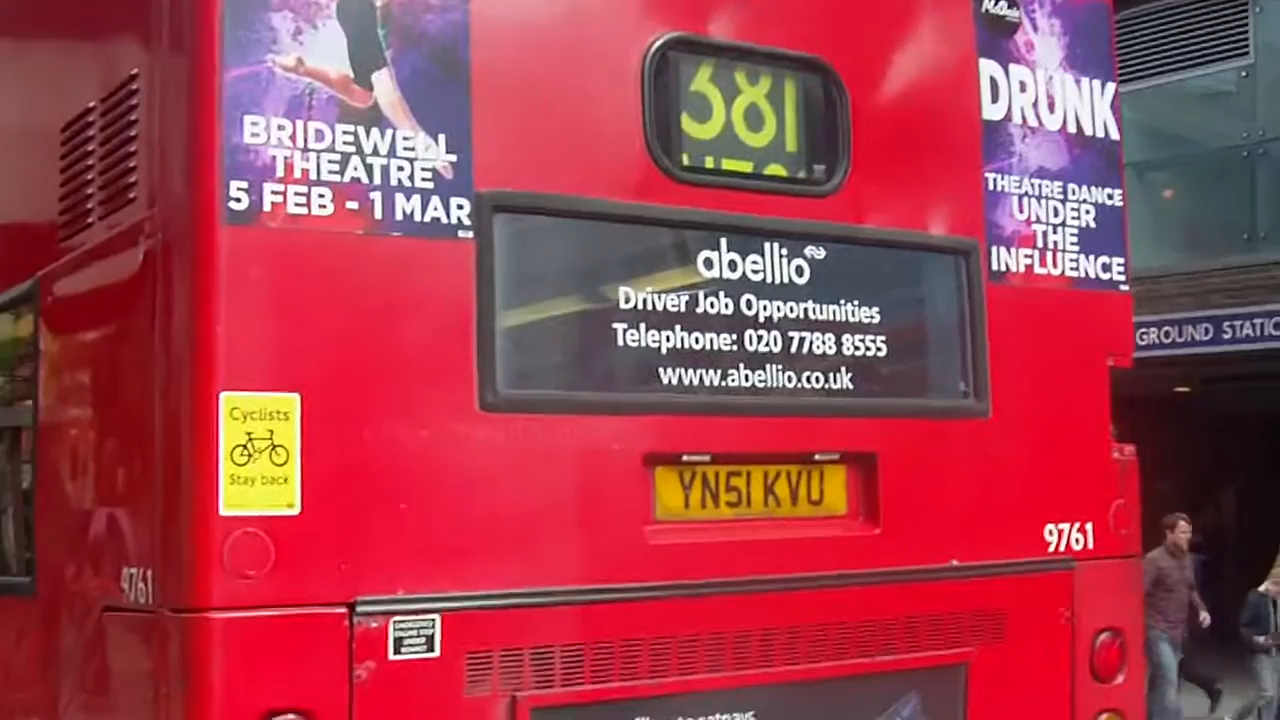 BRIDEWELL
THEATRE
5 FEB - 1 MAR
381
DRUNK
THEATRE DANCE
UNDER
THE
INFLUENCE
abellio
Driver Job Opportunities
Telephone: 020 7788 8555
www.abellio.co.uk
GROUND STATIO
Cyclists
Stay back
YN51 KVU
9761
9761